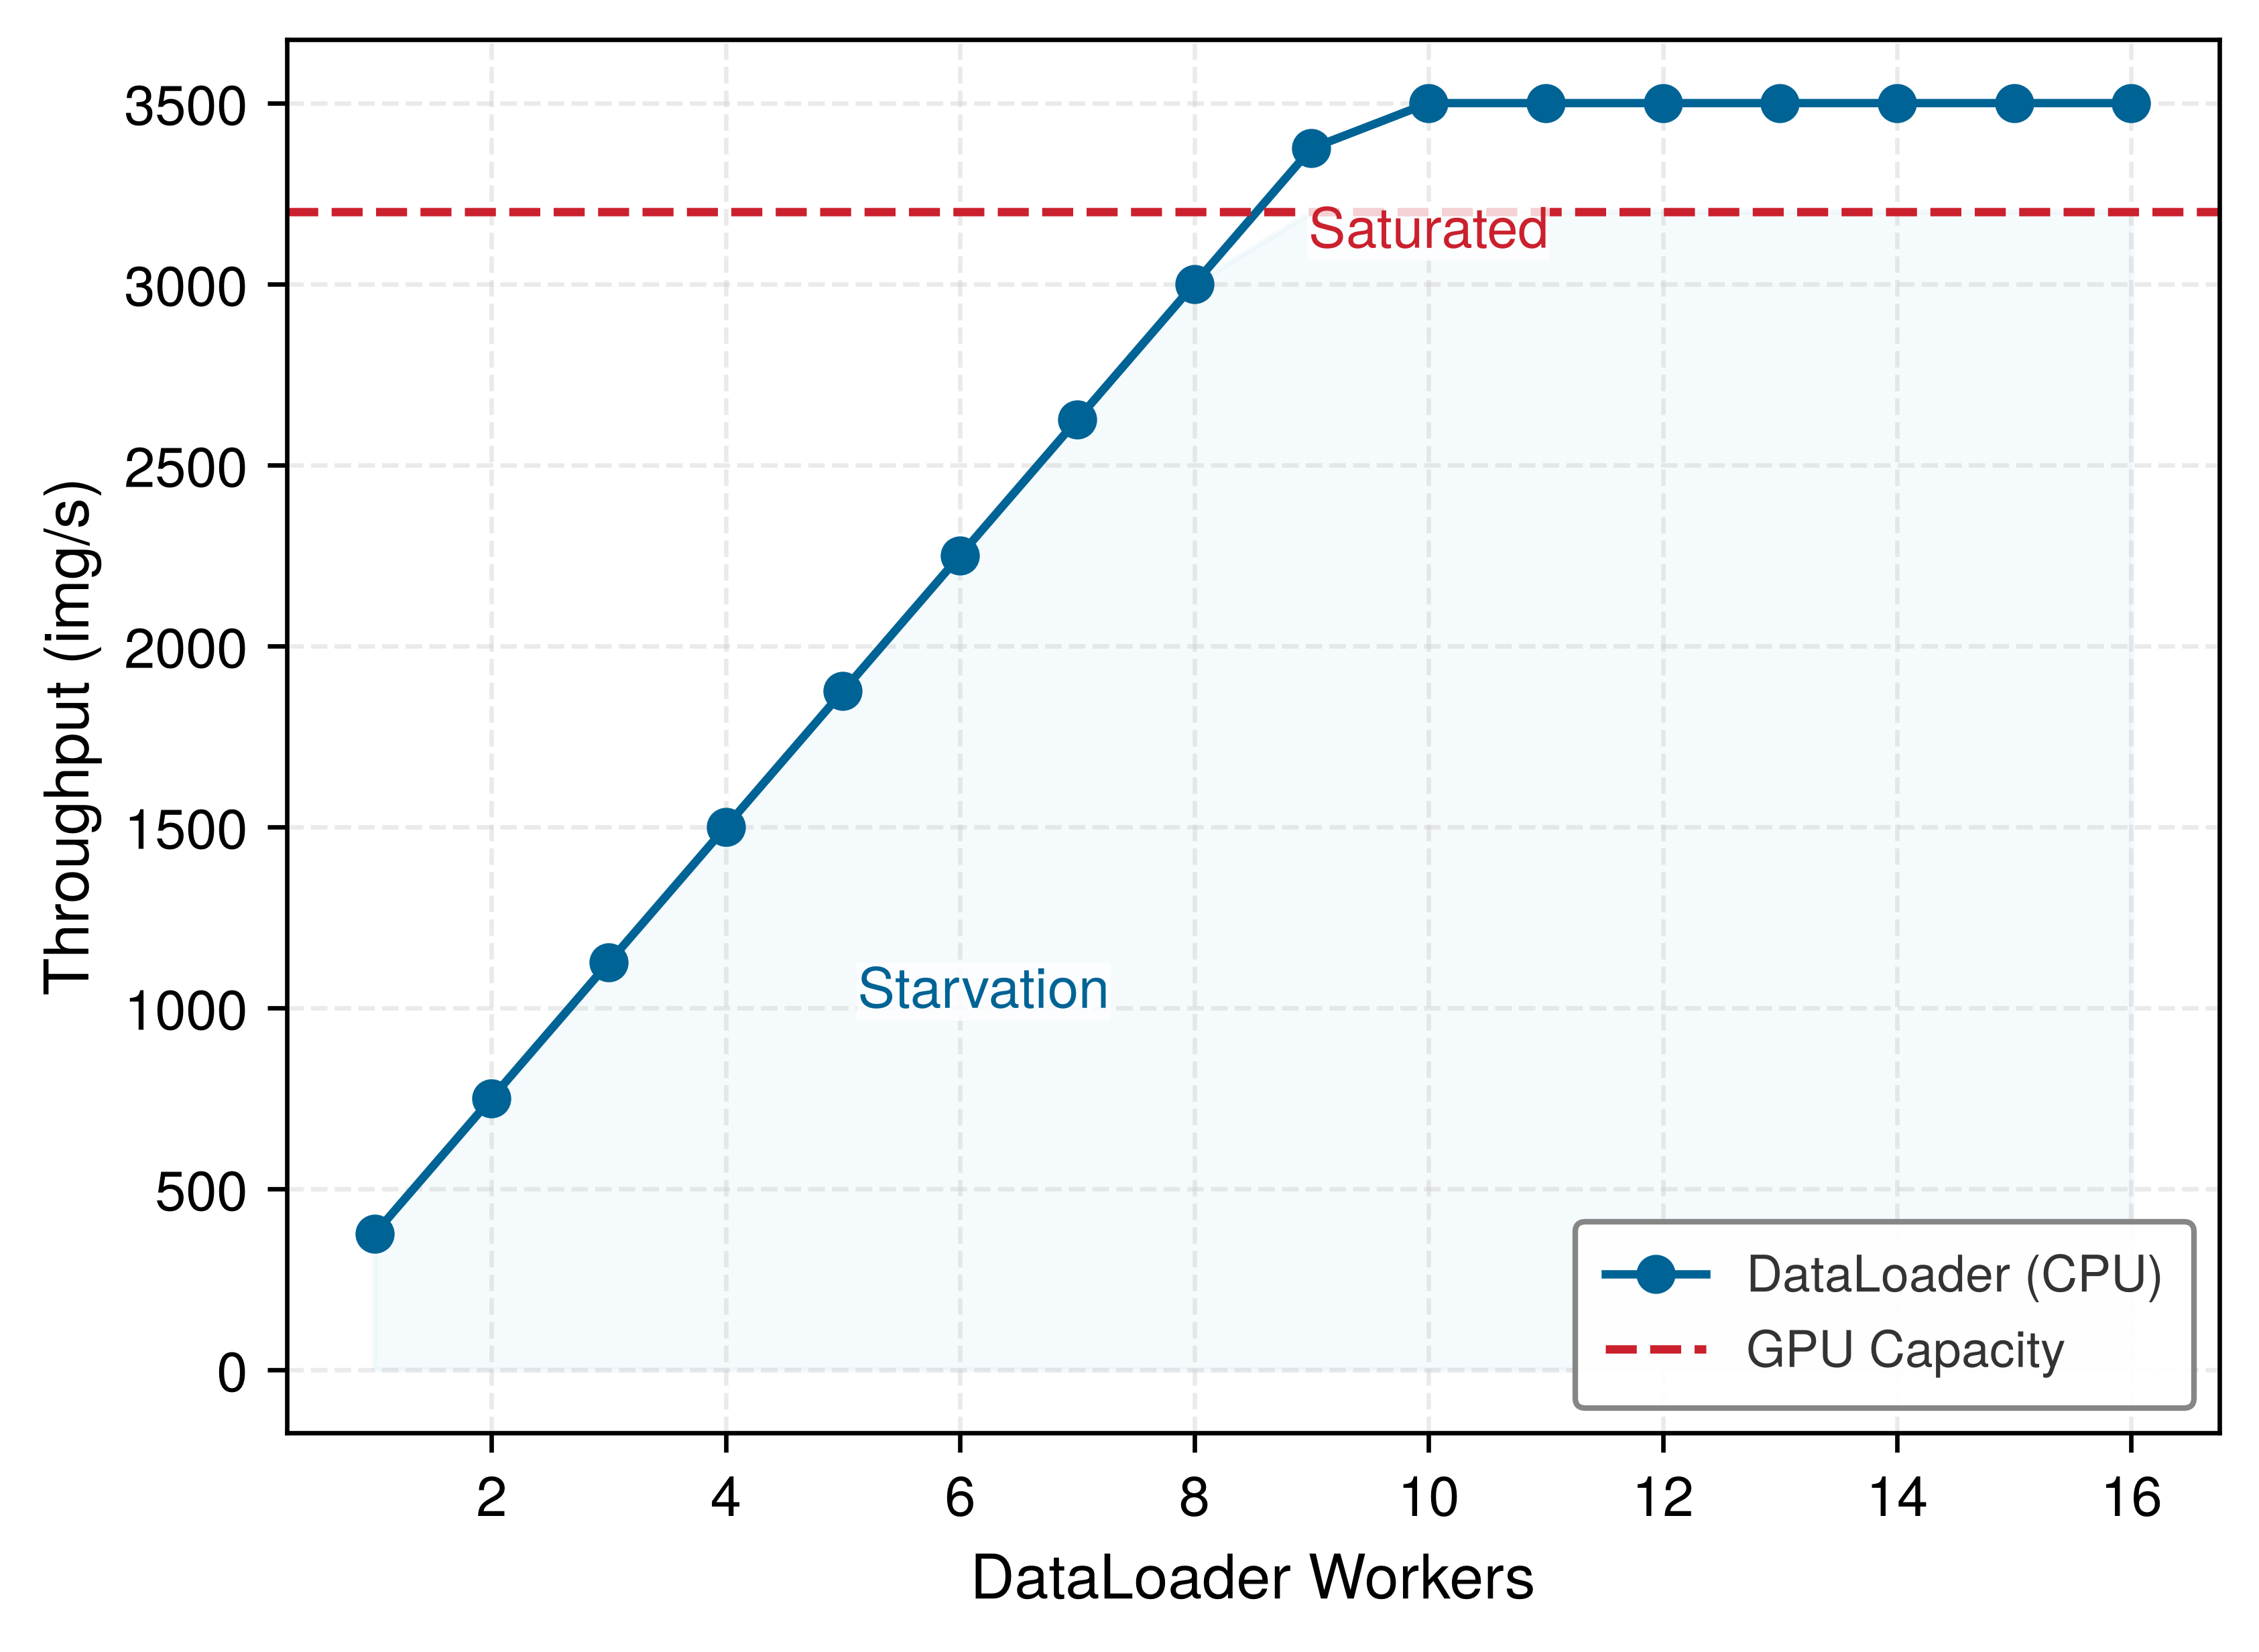 3500
3000
2500
2000
1500
1000
500
0
Throughput (img/s)
Saturated
Starvation
DataLoader (CPU)
GPU Capacity
2 4 6 8 10 12 14 16
DataLoader Workers